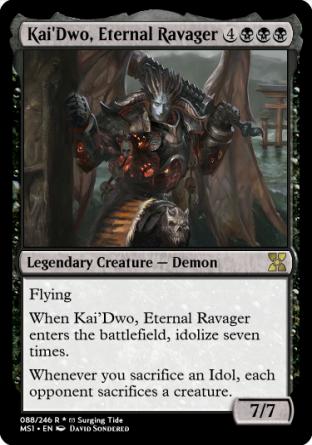 Kai'Dwo, Eternal Ravager 4
Legendary Creature — Demon
Flying
When Kai'Dwo, Eternal Ravager
enters the battlefield, idolize seven
times.
Whenever you sacrifice an Idol, each
opponent sacrifices a creature.
7/7
088/246 R * Surging Tide
MS1 • EN DAVID SONDERED